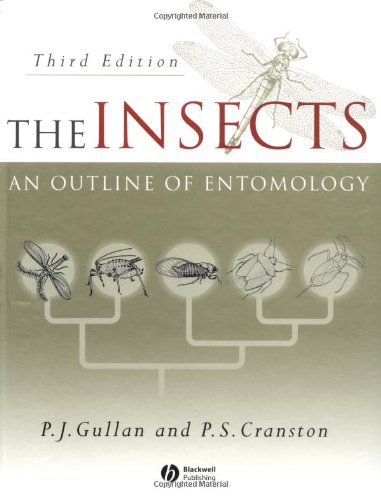 Copyrighted Material
Third Edition
THE INSECTS
AN OUTLINE OF ENTOMOLOGY
P.J.Gullan and P.S.Cranston
Blackwell
Publishing
Copyrighted Material